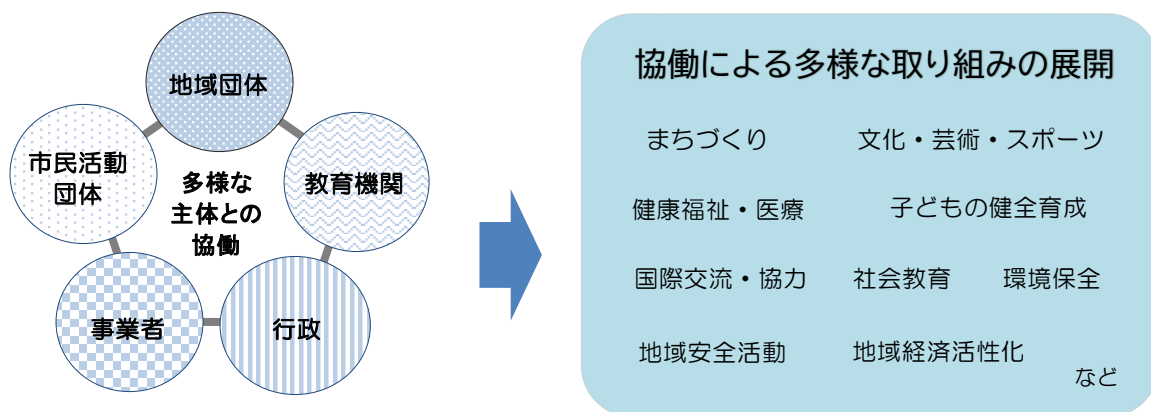 地域団体
市民活動
団体
教育機関
多様な
主体との
協働
事業者
行政
協働による多様な取り組みの展開
まちづくり
文化・芸術・スポーツ
健康福祉・医療
子どもの健全育成
国際交流・協力
社会教育
環境保全
地域安全活動
地域経済活性化
など